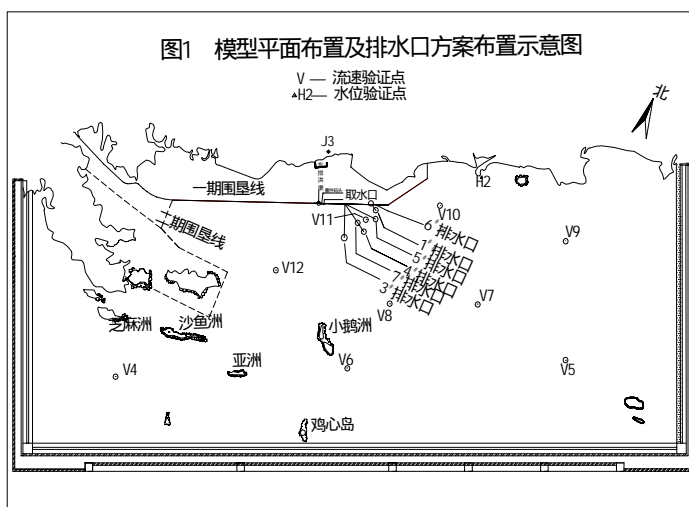 图1 模型平面布置及排水口方案布置示意图
V — 流速验证点
▲H2— 水位验证点
北
J3
H2
一期围垦线
取水口
V11
V10
6#排水口
二期围垦线
1#排水口
5#排水口
4#排水口
7#排水口
3#排水口
V9
V12
V8
V7
芝麻洲
沙鱼洲
小鹅洲
亚洲
V6
V5
V4
鸡心岛